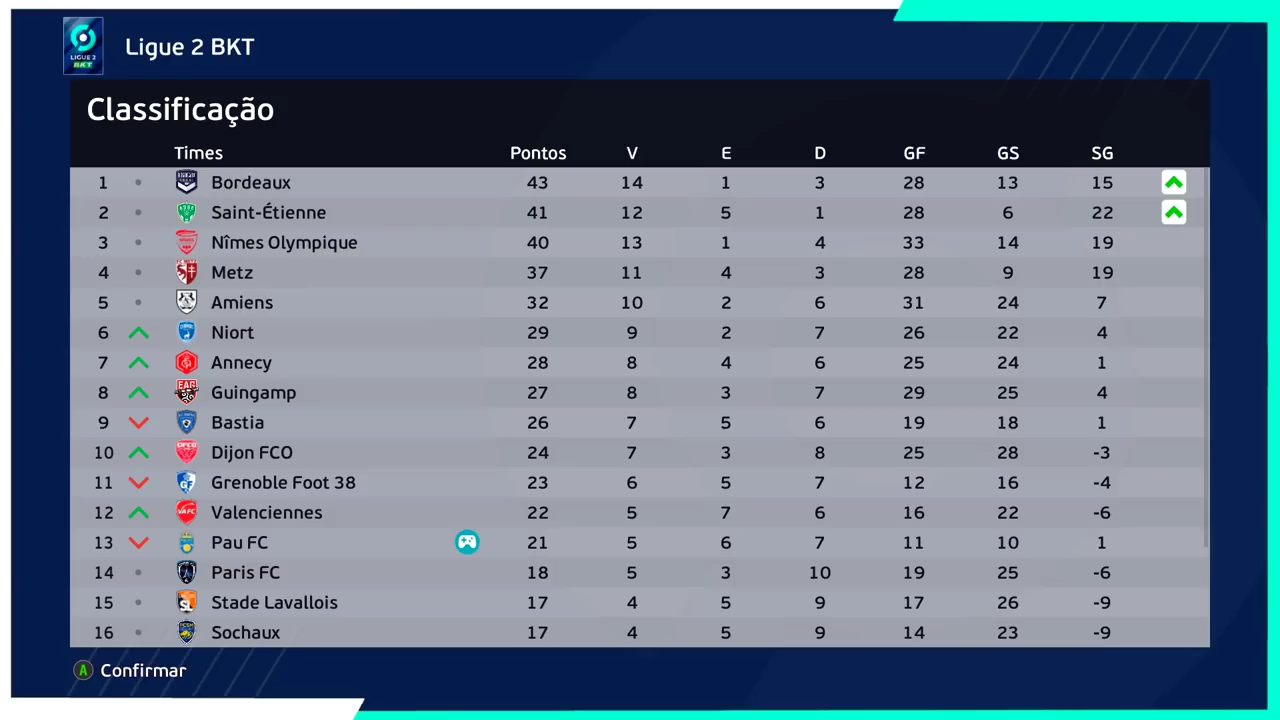 LIGUE 2
BKT
Ligue 2 BKT
Classificação
Times Pontos V E D GF GS SG
1 Bordeaux 43 14 1 3 28 13 15
2 Saint-Étienne 41 12 5 1 28 6 22
3 Nîmes Olympique 40 13 1 4 33 14 19
4 Metz 37 11 4 3 28 9 19
5 Amiens 32 10 2 6 31 24 7
6 Niort 29 9 2 7 26 22 4
7 Annecy 28 8 4 6 25 24 1
8 EAG Guingamp 27 8 3 7 29 25 4
9 Bastia 26 7 5 6 19 18 1
10 Dijon FCO 24 7 3 8 25 28 -3
11 GF Grenoble Foot 38 23 6 5 7 12 16 -4
12 VAFC Valenciennes 22 5 7 6 16 22 -6
13 Pau FC 21 5 6 7 11 10 1
14 Paris FC 18 5 3 10 19 25 -6
15 SL Stade Lavallois 17 4 5 9 17 26 -9
16 Sochaux 17 4 5 9 14 23 -9
A Confirmar